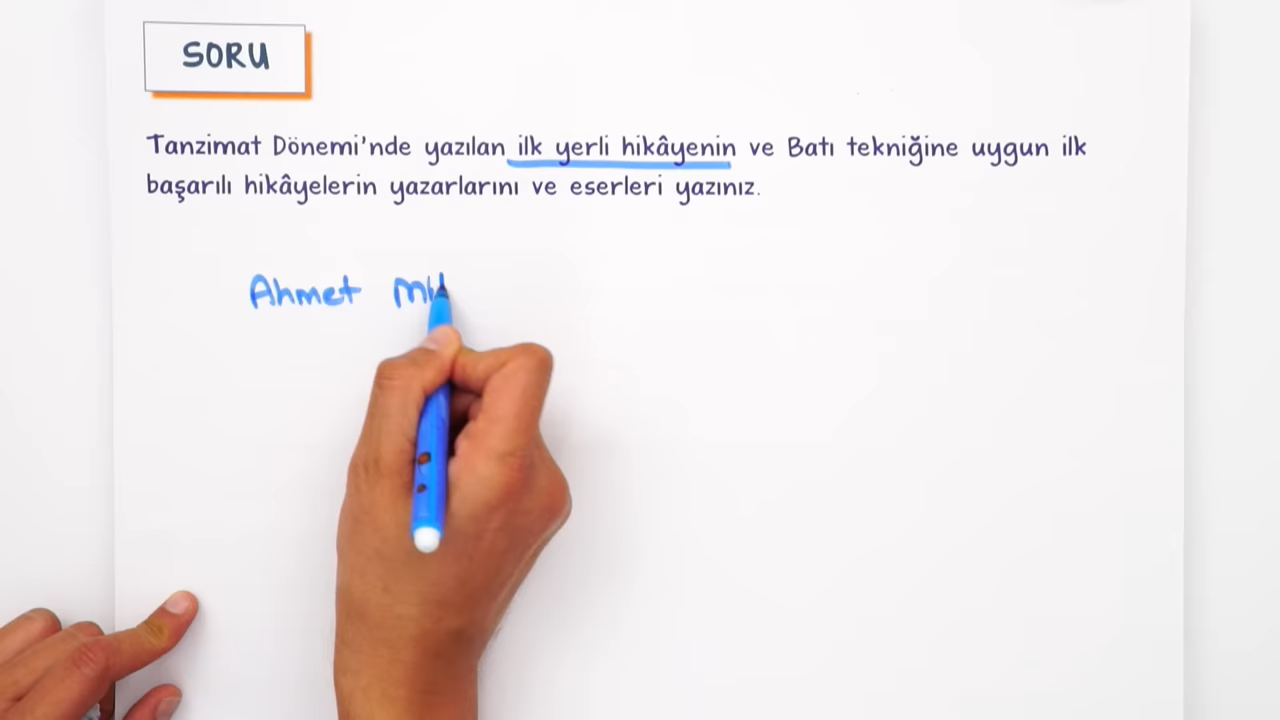 SORU
Tanzimat Dönemi'nde yazılan ilk yerli hikâyenin ve Batı tekniğine uygun ilk
başarılı hikâyelerin yazarlarını ve eserleri yazınız.
Ahmet